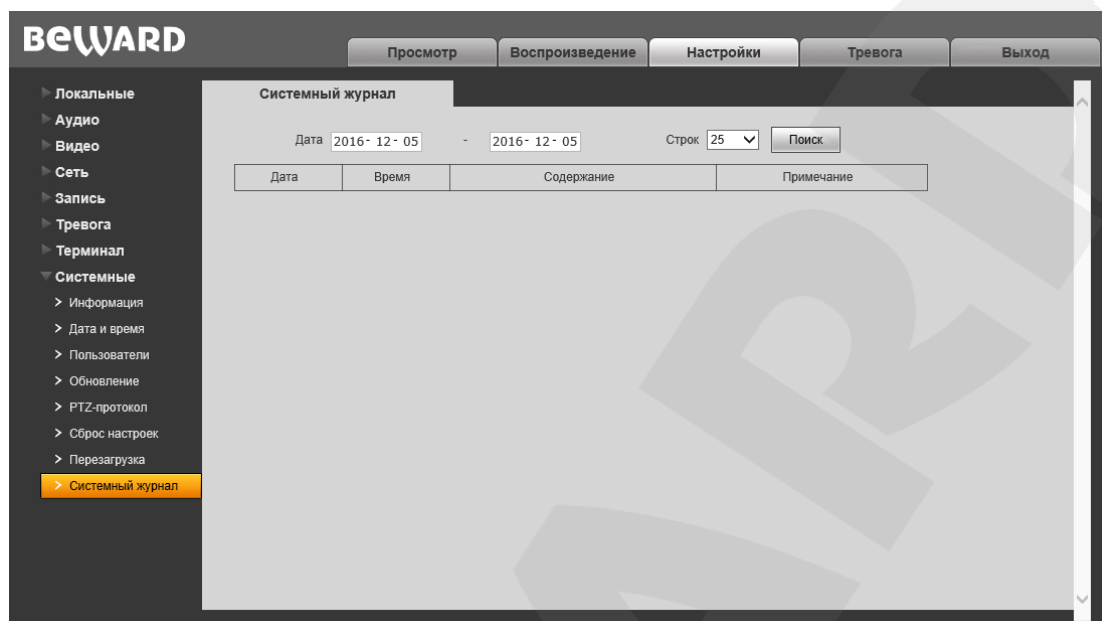 BEWARD
Просмотр Воспроизведение Настройки Тревога Выход
Локальные
Аудио
Видео
Сеть
Запись
Тревога
Терминал
Системные
> Информация
> Дата и время
> Пользователи
> Обновление
> PTZ-протокол
> Сброс настроек
> Перезагрузка
> Системный журнал
Системный журнал
Дата 2016- 12- 05 - 2016- 12- 05 Строк 25 Поиск
Дата Время Содержание Примечание